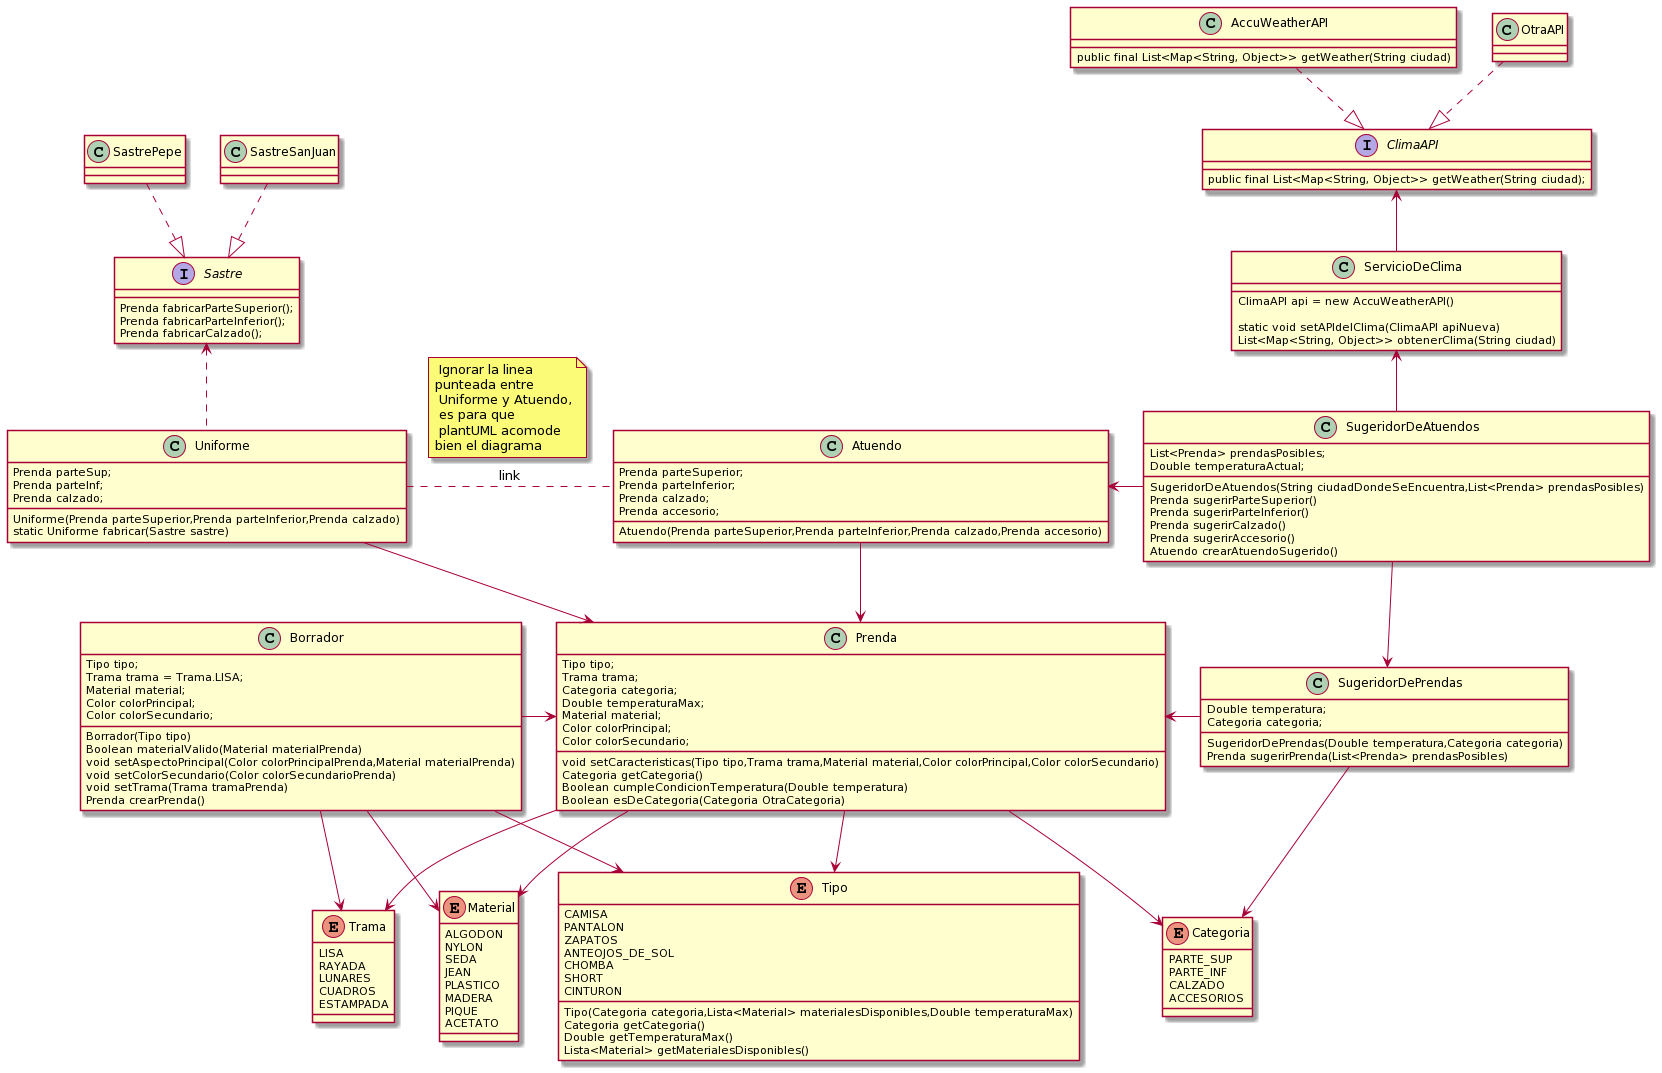 AccuWeatherAPI
public final List<Map<String, Object>> getWeather(String ciudad)
OtraAPI
SastrePepe
SastreSanJuan
ClimaAPI
public final List<Map<String, Object>> getWeather(String ciudad);
Sastre
Prenda fabricarParteSuperior();
Prenda fabricarParteInferior();
Prenda fabricarCalzado();
ServicioDeClima
ClimaAPI api = new AccuWeatherAPI()
static void setAPIdelClima(ClimaAPI apiNueva)
List<Map<String, Object>> obtenerClima(String ciudad)
Ignorar la linea
punteada entre
Uniforme y Atuendo,
es para que
plantUML acomode
bien el diagrama
Uniforme
Prenda parteSup;
Prenda parteInf;
Prenda calzado;
Uniforme(Prenda parteSuperior,Prenda parteInferior,Prenda calzado)
static Uniforme fabricar(Sastre sastre)
link
Atuendo
Prenda parteSuperior;
Prenda parteInferior;
Prenda calzado;
Prenda accesorio;
Atuendo(Prenda parteSuperior,Prenda parteInferior,Prenda calzado,Prenda accesorio)
SugeridorDeAtuendos
List<Prenda> prendasPosibles;
Double temperaturaActual;
SugeridorDeAtuendos(String ciudadDondeSeEncuentra,List<Prenda> prendasPosibles)
Prenda sugerirParteSuperior()
Prenda sugerirParteInferior()
Prenda sugerirCalzado()
Prenda sugerirAccesorio()
Atuendo crearAtuendoSugerido()
Borrador
Tipo tipo;
Trama trama = Trama.LISA;
Material material;
Color colorPrincipal;
Color colorSecundario;
Borrador(Tipo tipo)
Boolean materialValido(Material materialPrenda)
void setAspectoPrincipal(Color colorPrincipalPrenda,Material materialPrenda)
void setColorSecundario(Color colorSecundarioPrenda)
void setTrama(Trama tramaPrenda)
Prenda crearPrenda()
Prenda
Tipo tipo;
Trama trama;
Categoria categoria;
Double temperaturaMax;
Material material;
Color colorPrincipal;
Color colorSecundario;
void setCaracteristicas(Tipo tipo,Trama trama,Material material,Color colorPrincipal,Color colorSecundario)
Categoria getCategoria()
Boolean cumpleCondicionTemperatura(Double temperatura)
Boolean esDeCategoria(Categoria OtraCategoria)
SugeridorDePrendas
Double temperatura;
Categoria categoria;
SugeridorDePrendas(Double temperatura,Categoria categoria)
Prenda sugerirPrenda(List<Prenda> prendasPosibles)
Trama
LISA
RAYADA
LUNARES
CUADROS
ESTAMPADA
Material
ALGODON
NYLON
SEDA
JEAN
PLASTICO
MADERA
PIQUE
ACETATO
Tipo
CAMISA
PANTALON
ZAPATOS
ANTEOJOS_DE_SOL
CHOMBA
SHORT
CINTURON
Tipo(Categoria categoria,Lista<Material> materialesDisponibles,Double temperaturaMax)
Categoria getCategoria()
Double getTemperaturaMax()
Lista<Material> getMaterialesDisponibles()
Categoria
PARTE_SUP
PARTE_INF
CALZADO
ACCESORIOS